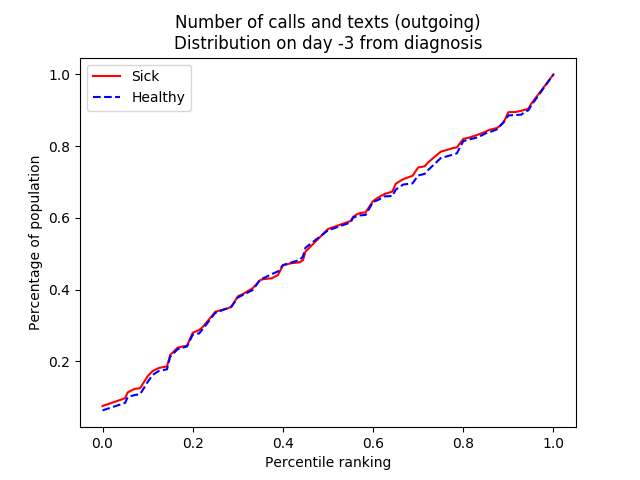 Number of calls and texts (outgoing)
Distribution on day -3 from diagnosis
Sick
Healthy
Percentage of population
1.0
0.8
0.6
0.4
0.2
0.0 0.2 0.4 0.6 0.8 1.0
Percentile ranking